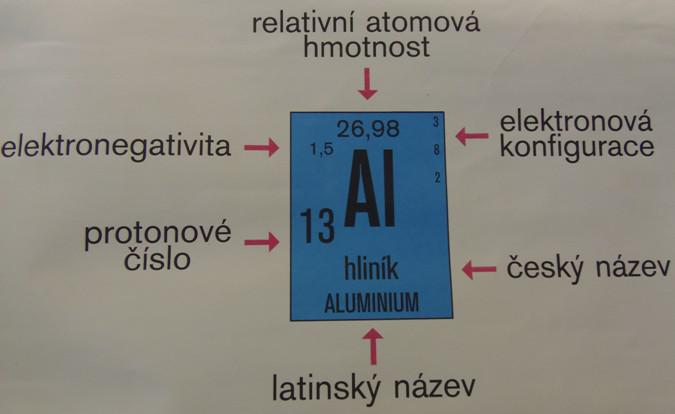 relativní atomová
hmotnost
elektronegativita
protonové
číslo
26,98
1,5
3
8
2
Al
13
hliník
ALUMINIUM
elektronová
konfigurace
český název
latinský název